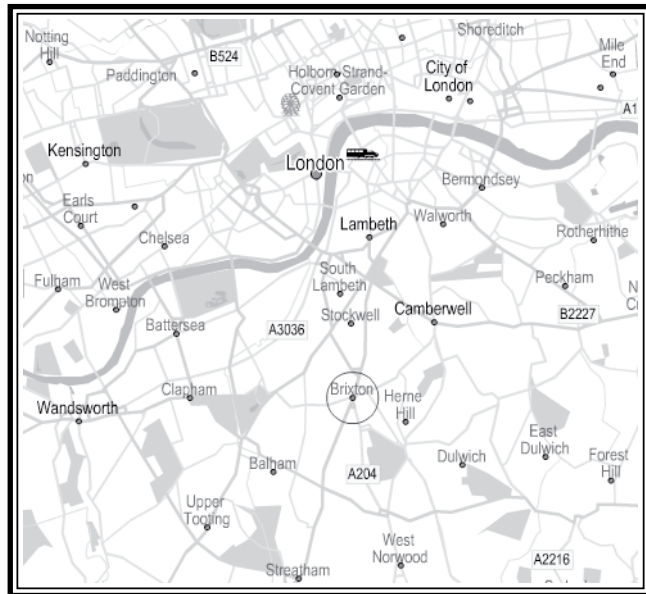 Shoreditch
Notting
Hill
B524
Mile
End
Paddington
Holborn-Strand-
Covent Garden
City of
London
A1
Kensington
London
Bermondsey
Earls
Court
Lambeth
Walworth
Chelsea
Rotherhithe
Fulham
West
Brompton
South
Lambeth
Peckham
Camberwell
B2227
Battersea
A3036
Stockwell
Clapham
Brixton
Herne
Hill
Wandsworth
East
Dulwich
Balham
A204
Dulwich
Forest
Hill
Upper
Tooting
West
Norwood
A2216
Streatham